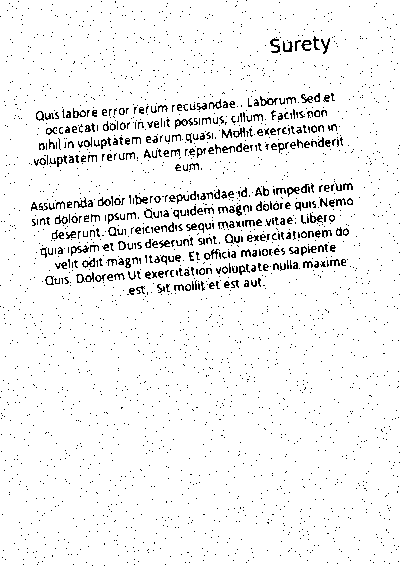 Surety
Quis labore error rerum recusandae. Laborum Sed et
occaecati dolor in velit possimus, cillum. Facilis non
nihil in voluptatem earum quasi. Mollit exercitation in
voluptatem rerum. Autem reprehenderit reprehenderit
eum.
Assumenda dolor libero repudiandae id. Ab impedit rerum
sint dolorem ipsum. Quia quidem magni dolore quis Nemo
deserunt. Qui reiciendis sequi maxime vitae. Libero
quia ipsam et Duis deserunt sint. Qui exercitationem do
velit odit magni Itaque. Et officia maiores sapiente
Quis. Dolorem Ut exercitation voluptate nulla maxime
est. Sit mollit et est aut.